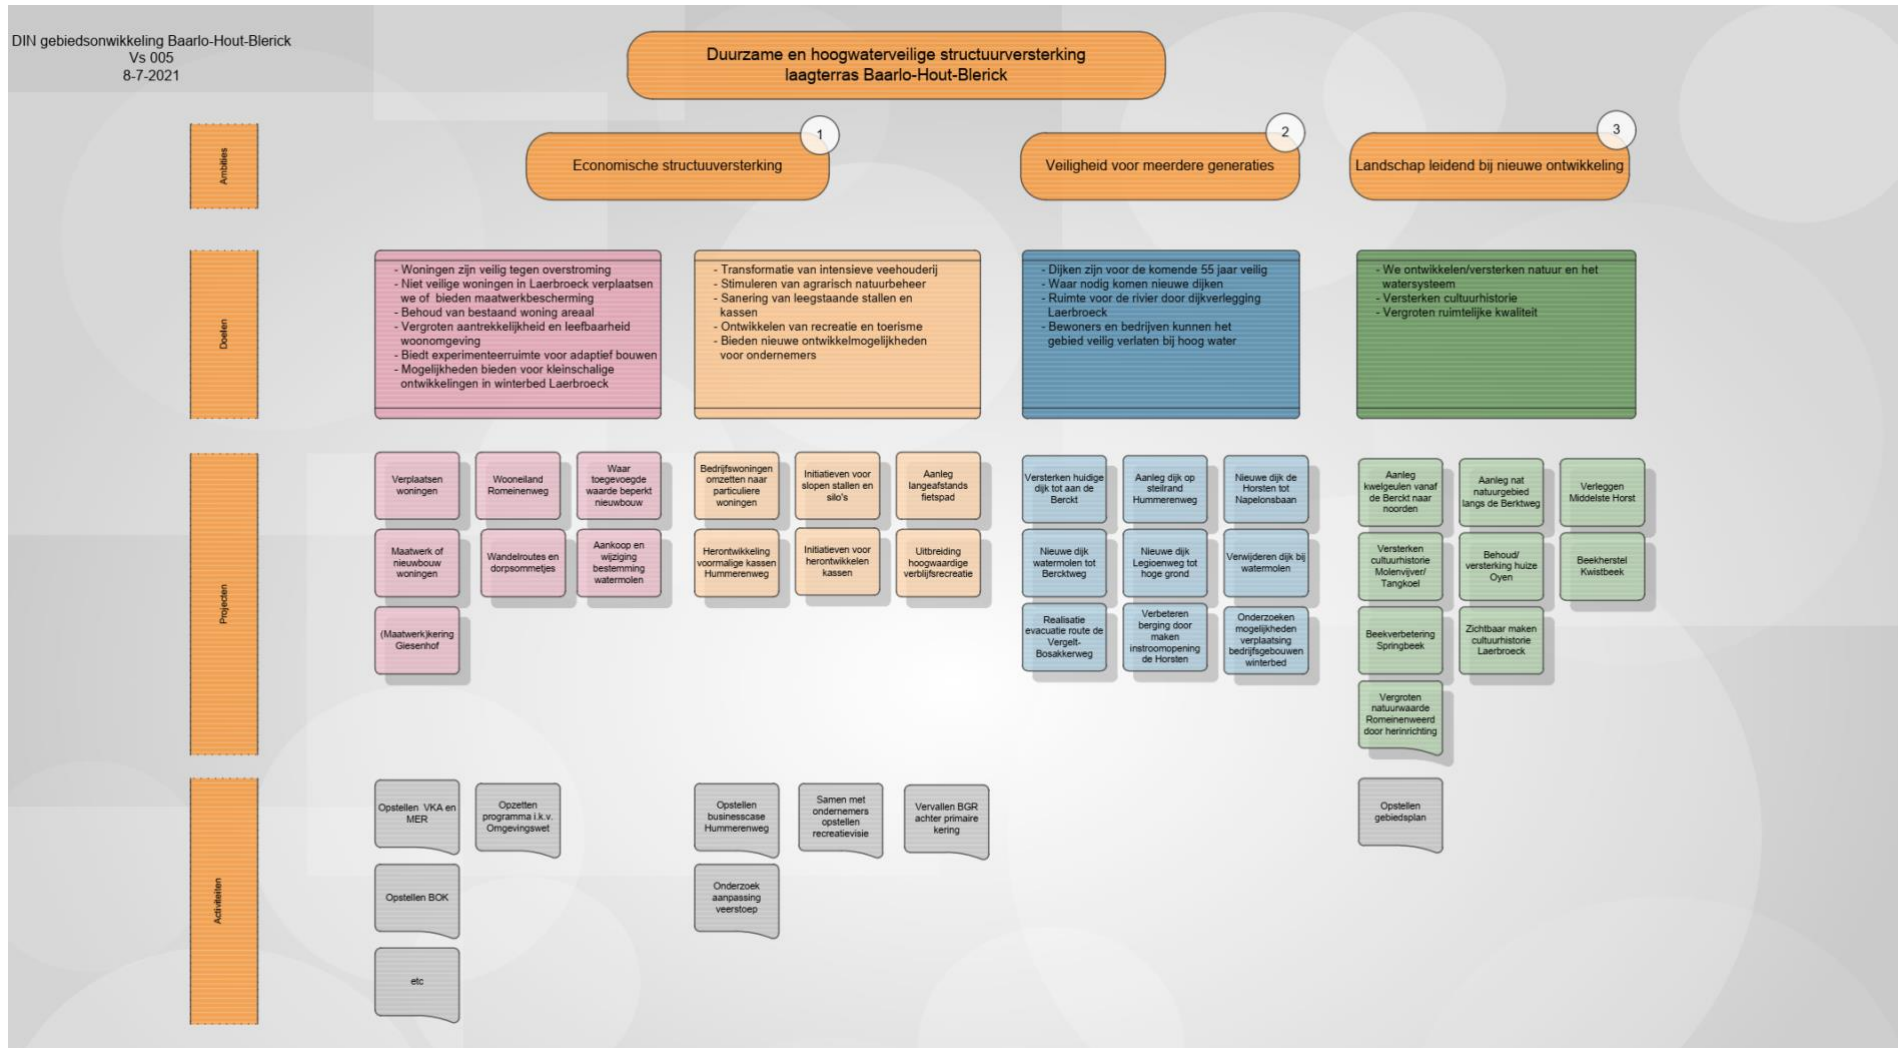 DIN gebiedsonwikkeling Baarlo-Hout-Blerick
Vs 005
8-7-2021
Duurzame en hoogwaterveilige structuurversterking
laagterras Baarlo-Hout-Blerick
Ambities
1
Economische structuuversterking
2
Veiligheid voor meerdere generaties
3
Landschap leidend bij nieuwe ontwikkeling
Doelen
- Woningen zijn veilig tegen overstroming
- Niet veilige woningen in Laerbroeck verplaatsen
we of bieden maatwerkbescherming
- Behoud van bestaand woning areaal
- Vergroten aantrekkelijkheid en leefbaarheid
woonomgeving
- Biedt experimenteerruimte voor adaptief bouwen
- Mogelijkheden bieden voor kleinschalige
ontwikkelingen in winterbed Laerbroeck
- Transformatie van intensieve veehouderij
- Stimuleren van agrarisch natuurbeheer
- Sanering van leegstaande stallen en
kassen
- Ontwikkelen van recreatie en toerisme
- Bieden nieuwe ontwikkelmogelijkheden
voor ondernemers
- Dijken zijn voor de komende 55 jaar veilig
- Waar nodig komen nieuwe dijken
- Ruimte voor de rivier door dijkverlegging
Laerbroeck
- Bewoners en bedrijven kunnen het
gebied veilig verlaten bij hoog water
- We ontwikkelen/versterken natuur en het
watersysteem
- Versterken cultuurhistorie
- Vergroten ruimtelijke kwaliteit
Projecten
Verplaatsen
woningen
Wooneiland
Romeinenweg
Waar
toegevoegde
waarde beperkt
nieuwbouw
Maatwerk of
nieuwbouw
woningen
Wandelroutes en
dorpsommetjes
Aankoop en
wijziging
bestemming
watermolen
(Maatwerk)kering
Giesenhof
Bedrijfswoningen
omzetten naar
particuliere
woningen
Initiatieven voor
slopen stallen en
silo's
Aanleg
langeafstands
fietspad
Herontwikkeling
voormalige kassen
Hummerenweg
Initiatieven voor
herontwikkelen
kassen
Uitbreiding
hoogwaardige
verblijfsrecreatie
Versterken huidige
dijk tot aan de
Berckt
Aanleg dijk op
steilrand
Hummerenweg
Nieuwe dijk de
Horsten tot
Napelonsbaan
Nieuwe dijk
watermolen tot
Bercktweg
Nieuwe dijk
Legioenweg tot
hoge grond
Verwijderen dijk bij
watermolen
Realisatie
evacuatie route de
Vergelt-
Bosakkerweg
Verbeteren
berging door
maken
instroomopening
de Horsten
Onderzoeken
mogelijkheden
verplaatsing
bedrijfsgebouwen
winterbed
Aanleg
kwelgeulen vanaf
de Berckt naar
noorden
Aanleg nat
natuurgebied
langs de Berktweg
Verleggen
Middelste Horst
Versterken
cultuurhistorie
Molenvijver/
Tangkoel
Behoud/
versterking huize
Oyen
Beekherstel
Kwistbeek
Beekverbetering
Springbeek
Zichtbaar maken
cultuurhistorie
Laerbroeck
Vergroten
natuurwaarde
Romeinenweerd
door herinrichting
Activiteiten
Opstellen VKA en
MER
Opzetten
programma i.k.v.
Omgevingswet
Opstellen BOK
etc
Opstellen
businesscase
Hummerenweg
Samen met
ondernemers
opstellen
recreatievisie
Vervallen BGR
achter primaire
kering
Onderzoek
aanpassing
veerstoep
Opstellen
gebiedsplan